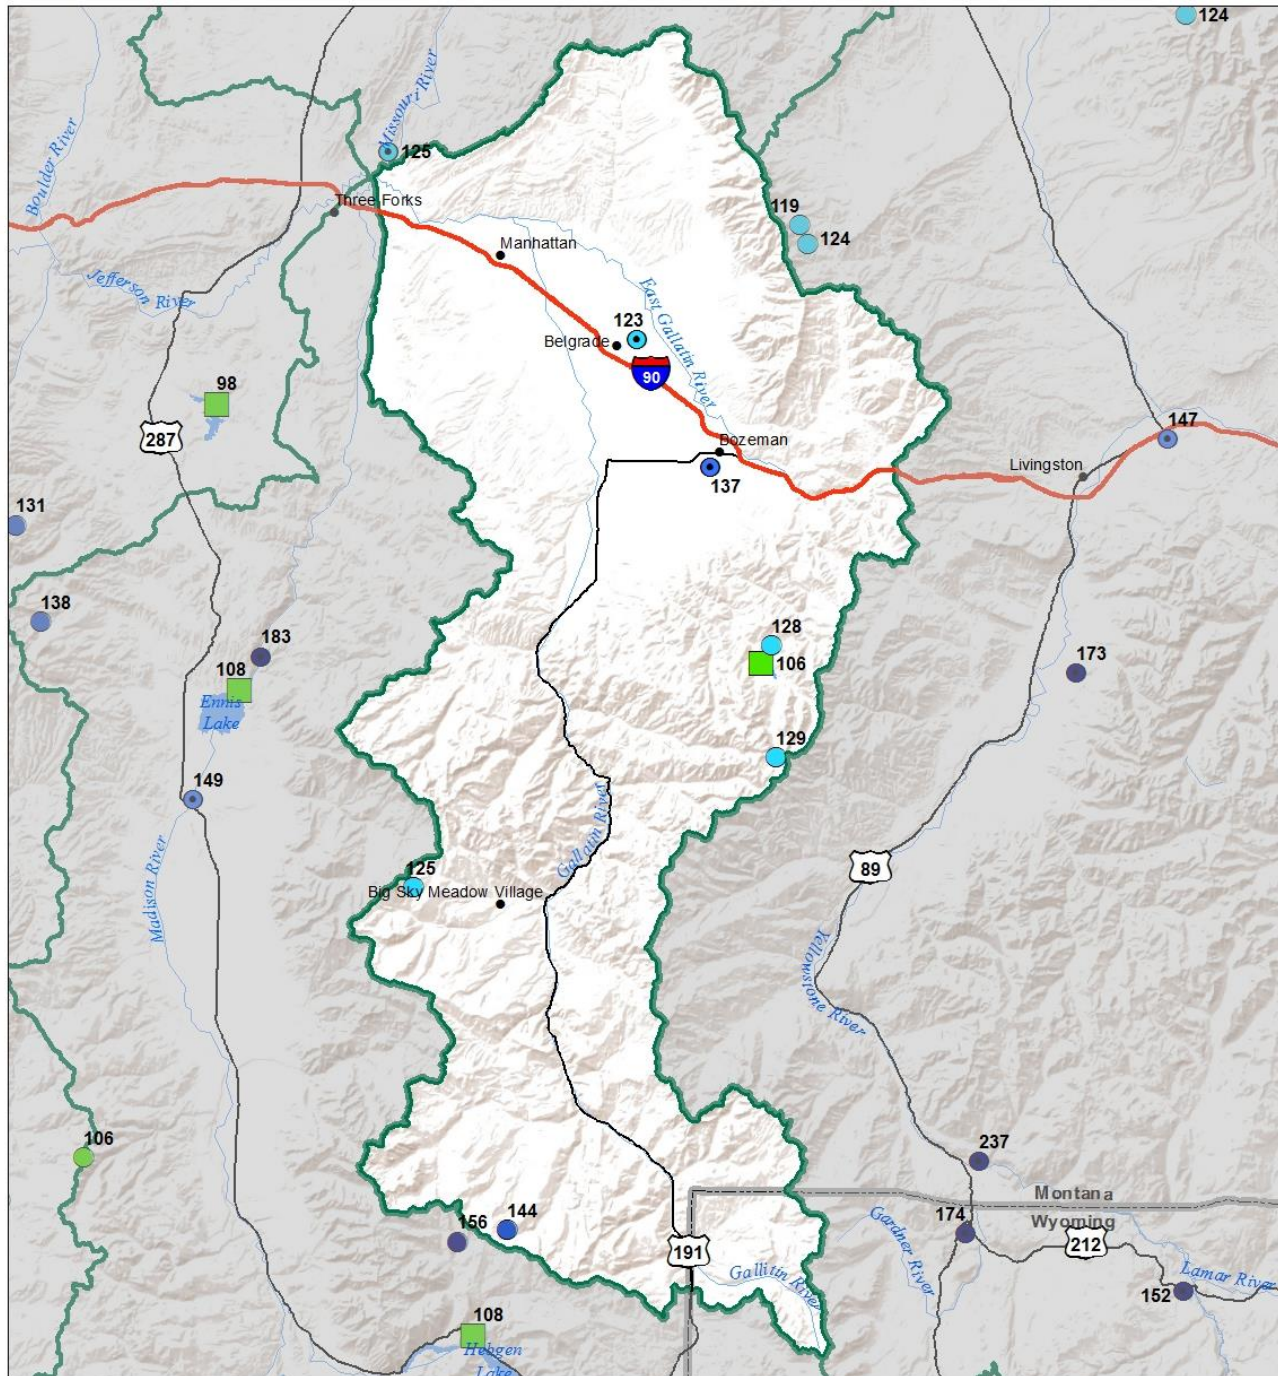 124
Missouri River
Boulder River
125
Three Forks
119
124
Manhattan
Jefferson River
East Gallatin River
123
Belgrade
90
98
287
Bozeman
147
Livingston
137
131
138
128
183
106
108
173
Ennis
Lake
129
149
Gallatin River
125
89
Big Sky Meadow Village
Madison River
Yellowstone River
106
237
Montana
Wyoming
174
Gardner River
144
156
191
212
Gallitin River
Lamar River
152
108
Hebgen
Lake